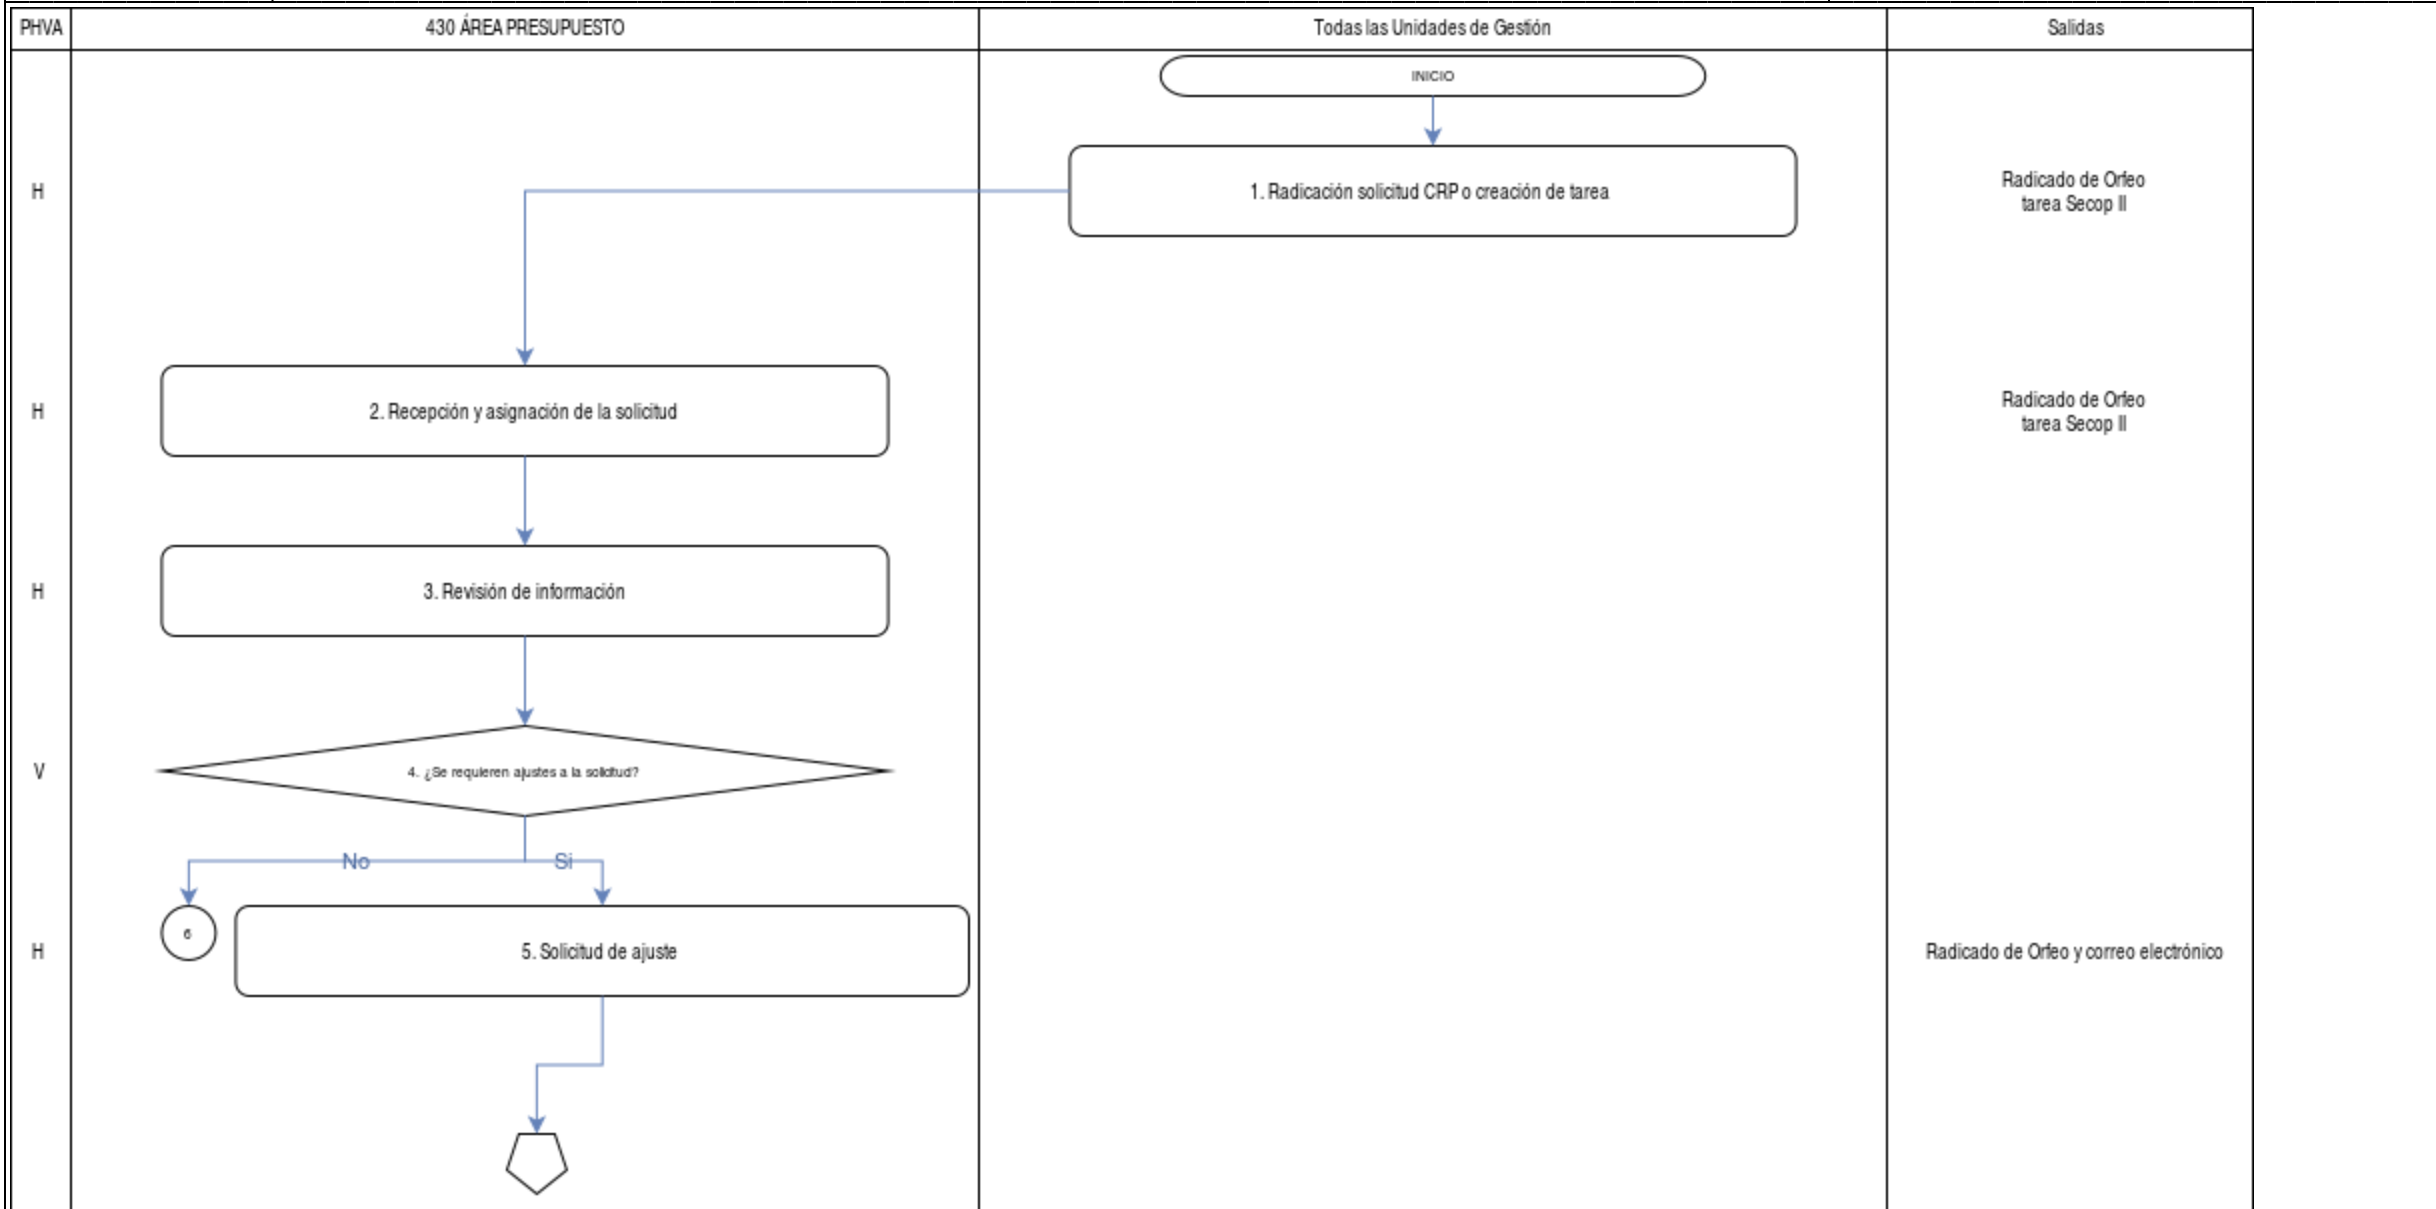 PHVA
430 ÁREA PRESUPUESTO
Todas las Unidades de Gestión
Salidas
INICIO
H
1. Radicación solicitud CRP o creación de tarea
Radicado de Orfeo
tarea Secop II
H
2. Recepción y asignación de la solicitud
Radicado de Orfeo
tarea Secop II
H
3. Revisión de información
V
4. ¿Se requieren ajustes a la solicitud?
No
Si
6
H
5. Solicitud de ajuste
Radicado de Orfeo y correo electrónico